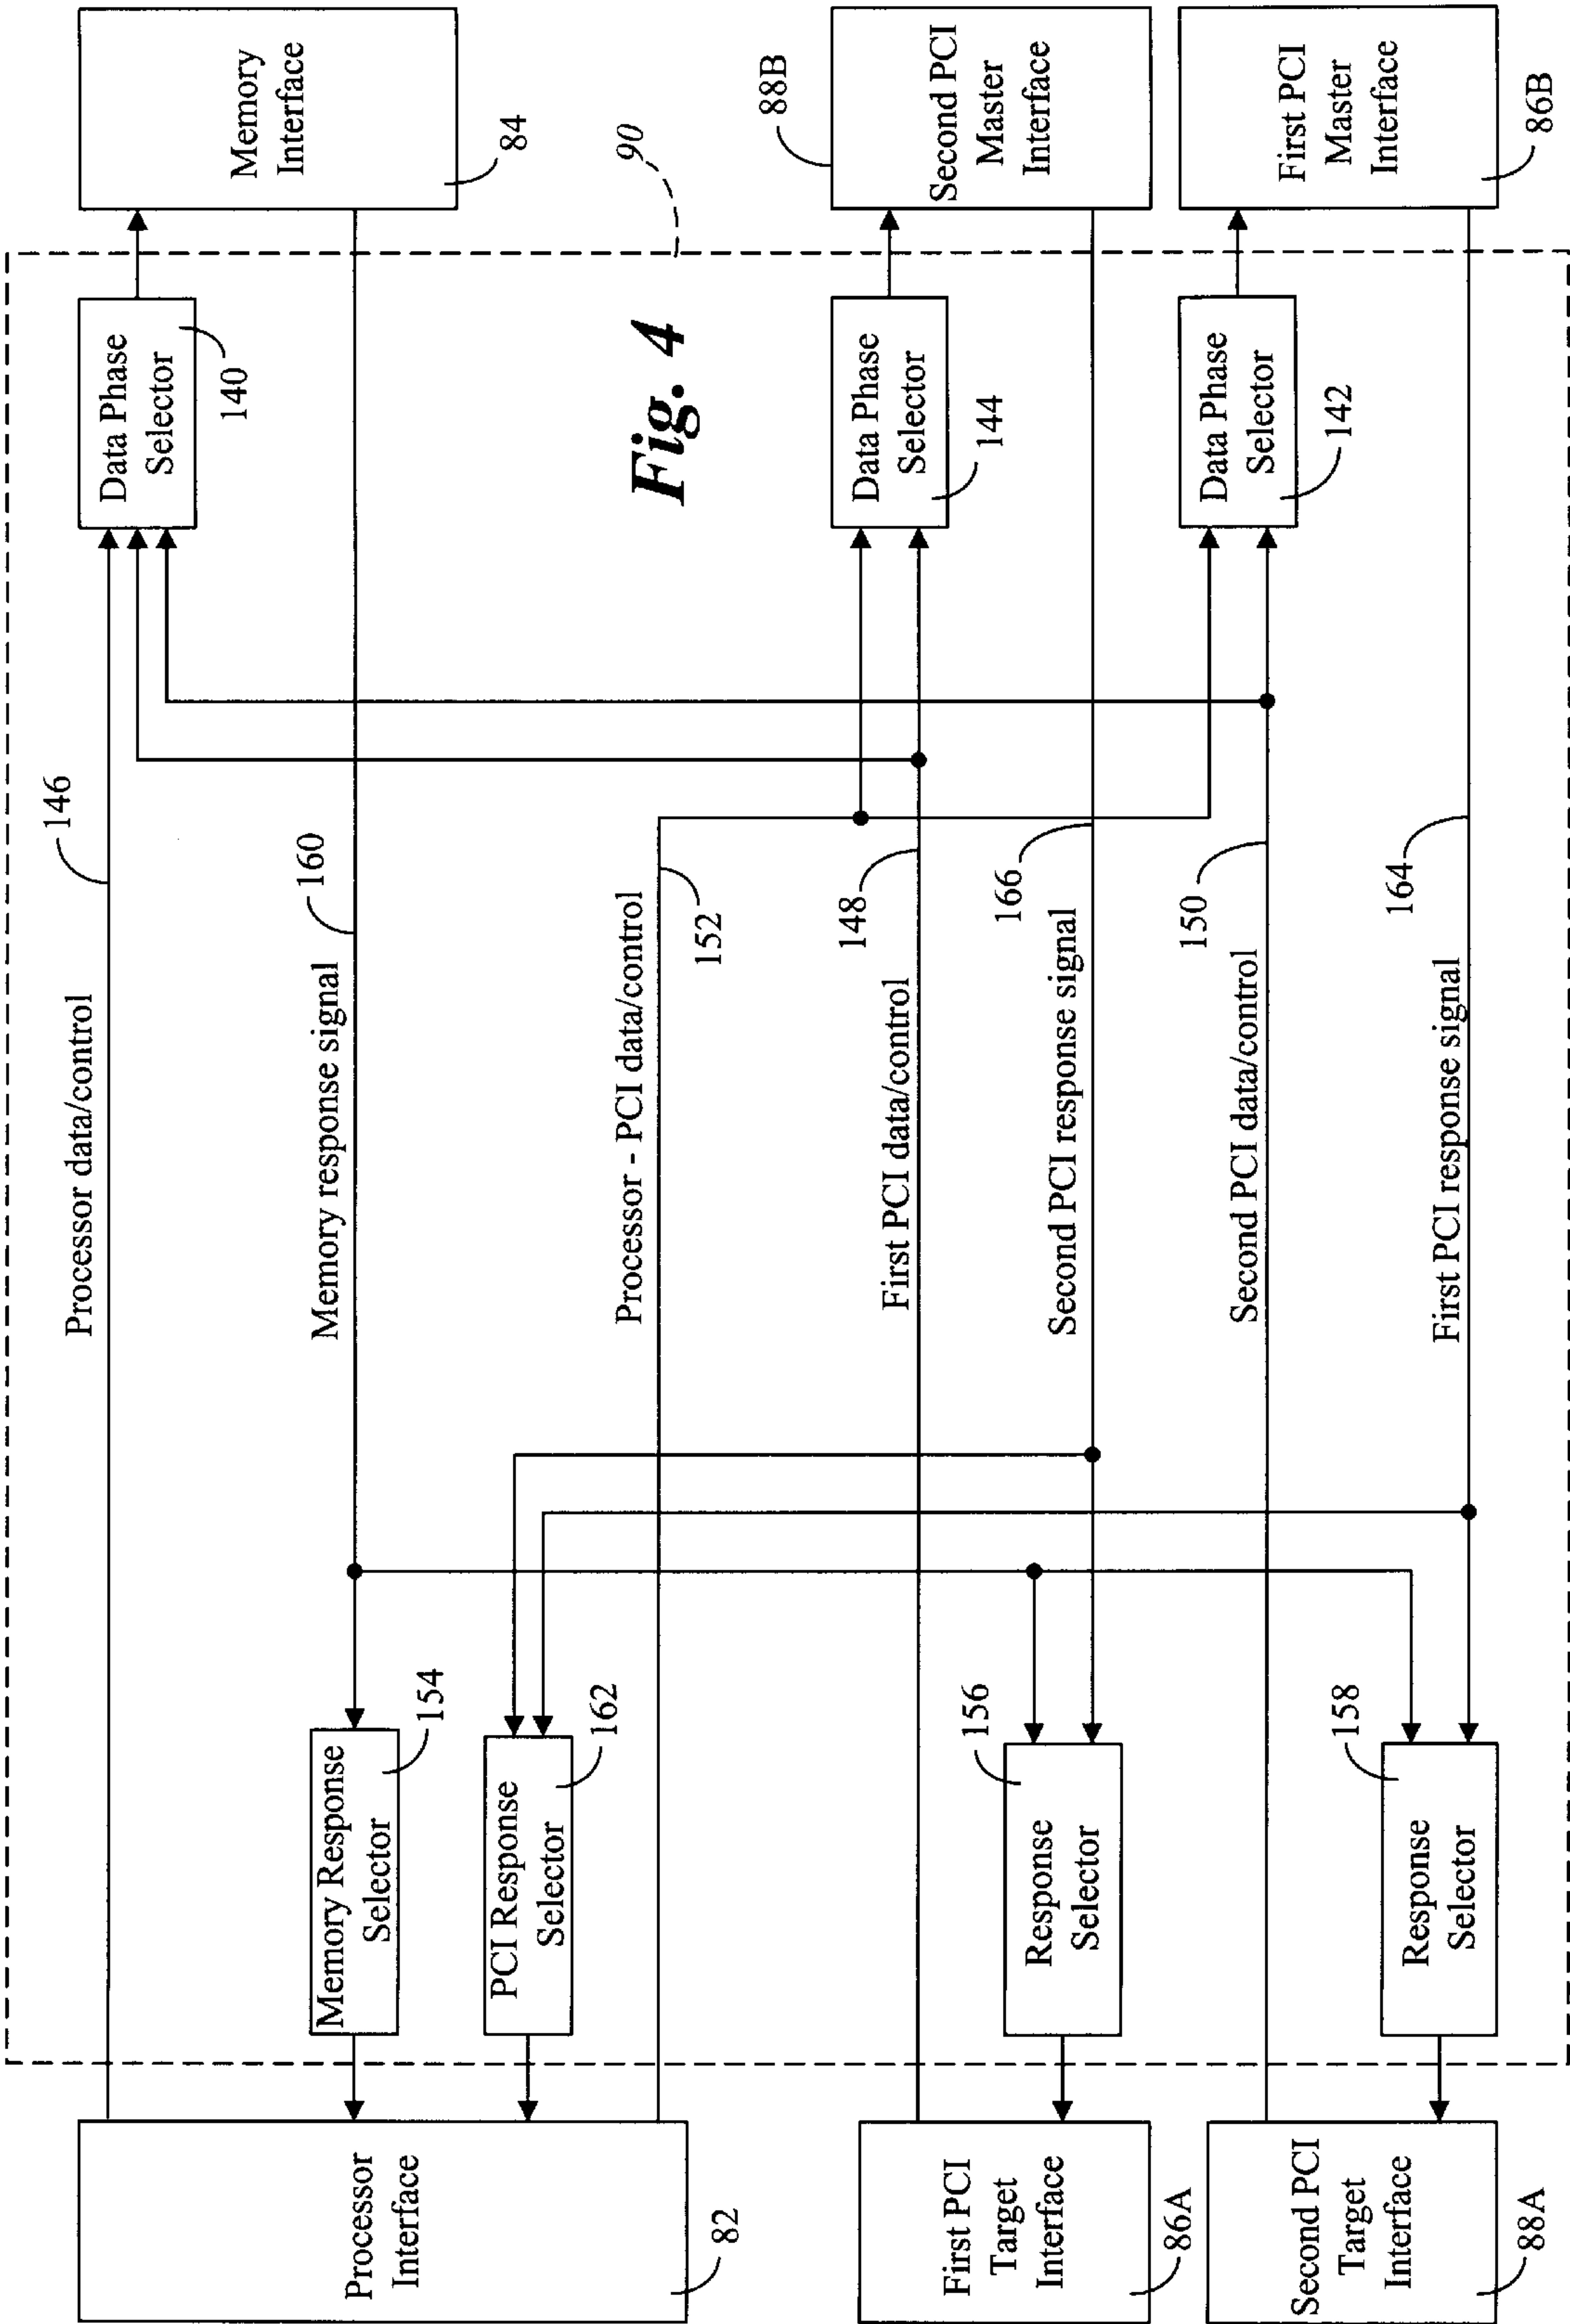 Processor
Interface
82
First PCI
Target
Interface
86A
Second PCI
Target
Interface
88A
Memory Response
Selector
154
PCI Response
Selector
162
Response
Selector
156
Response
Selector
158
Processor data/control
146
Memory response signal
160
Processor - PCI data/control
152
First PCI data/control
148
Second PCI response signal
166
Second PCI data/control
150
First PCI response signal
164
Data Phase
Selector
140
Fig. 4
Data Phase
Selector
144
Data Phase
Selector
142
90
Memory
Interface
84
Second PCI
Master
Interface
88B
First PCI
Master
Interface
86B